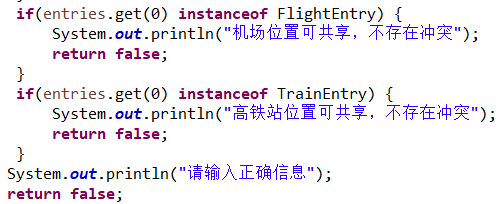 if(entries.get(0) instanceof FlightEntry) {
System.out.println("机场位置可共享，不存在冲突");
return false;
}
if(entries.get(0) instanceof TrainEntry) {
System.out.println("高铁站位置可共享，不存在冲突");
return false;
}
System.out.println("请输入正确信息");
return false;